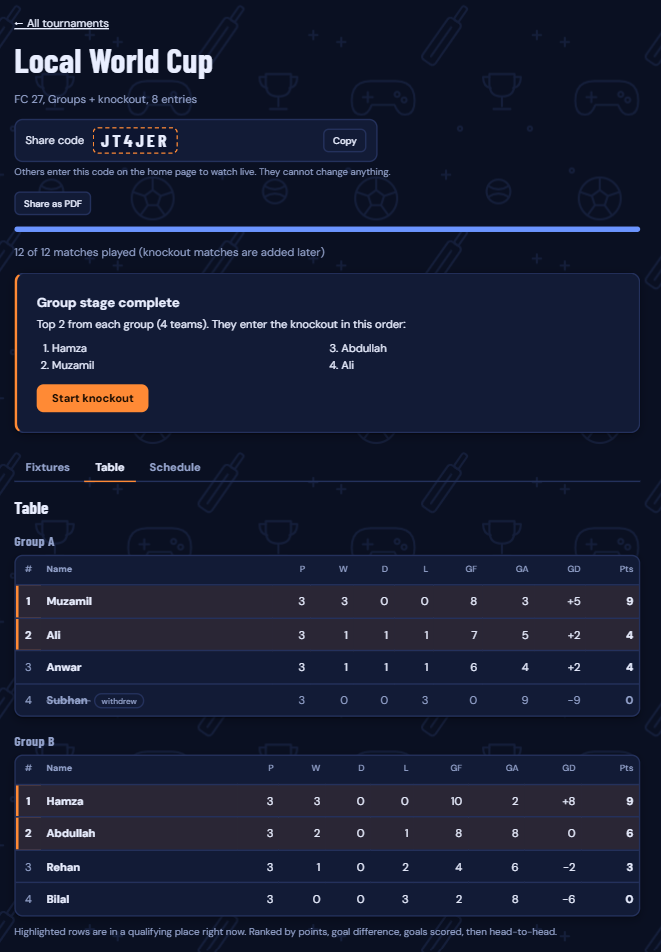 ← All tournaments
Local World Cup
FC 27, Groups + knockout, 8 entries
Share code JT4JER Copy
Others enter this code on the home page to watch live. They cannot change anything.
Share as PDF
12 of 12 matches played (knockout matches are added later)
Group stage complete
Top 2 from each group (4 teams). They enter the knockout in this order:
1. Hamza 3. Abdullah
2. Muzamil 4. Ali
Start knockout
Fixtures Table Schedule
Table
Group A
# Name P W D L GF GA GD Pts
1 Muzamil 3 3 0 0 8 3 +5 9
2 Ali 3 1 1 1 7 5 +2 4
3 Anwar 3 1 1 1 6 4 +2 4
4 Subhan withdrew 3 0 0 3 0 9 -9 0
Group B
# Name P W D L GF GA GD Pts
1 Hamza 3 3 0 0 10 2 +8 9
2 Abdullah 3 2 0 1 8 8 0 6
3 Rehan 3 1 0 2 4 6 -2 3
4 Bilal 3 0 0 3 2 8 -6 0
Highlighted rows are in a qualifying place right now. Ranked by points, goal difference, goals scored, then head-to-head.